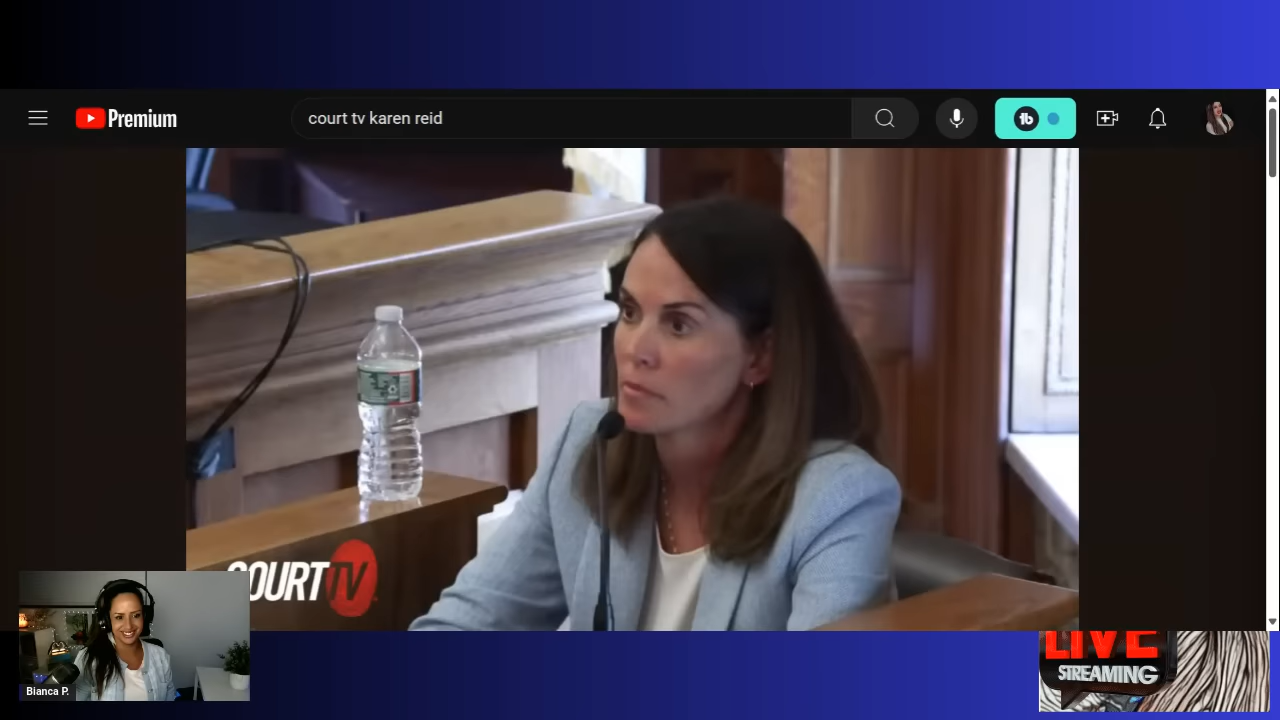 Premium
court tv karen reid
COURT TV
Bianca P.
LIVE
STREAMING